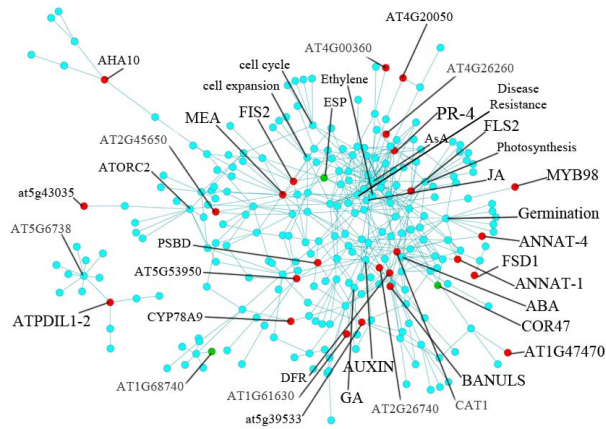 AT4G20050
AT4G00360
AHA10
cell cycle
AT4G26260
Ethylene
cell expansion
Disease
Resistance
ESP
MEA
FIS2
PR-4
FLS2
AT2G45650
AsA
Photosynthesis
ATORC2
JA
MYB98
at5g43035
Germination
AT5G6738
PSBD
ANNAT-4
FSD1
AT5G53950
ANNAT-1
ABA
ATPDIL1-2
CYP78A9
COR47
AT1G47470
AUXIN
DFR
BANULS
AT1G68740
AT1G61630
GA
AT2G26740
CAT1
at5g39533